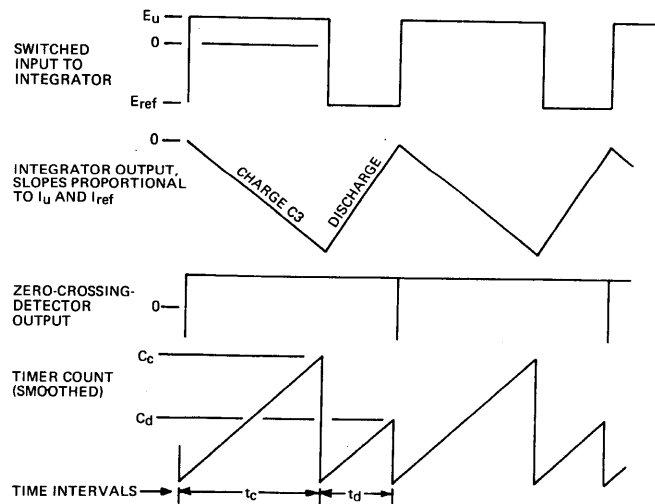 Eu
0
SWITCHED
INPUT TO
INTEGRATOR
Eref
0
INTEGRATOR OUTPUT,
SLOPES PROPORTIONAL
TO Iu AND Iref
CHARGE C3
DISCHARGE
ZERO-CROSSING-
DETECTOR
OUTPUT
0
Cc
TIMER COUNT
(SMOOTHED)
Cd
TIME INTERVALS
tc
td